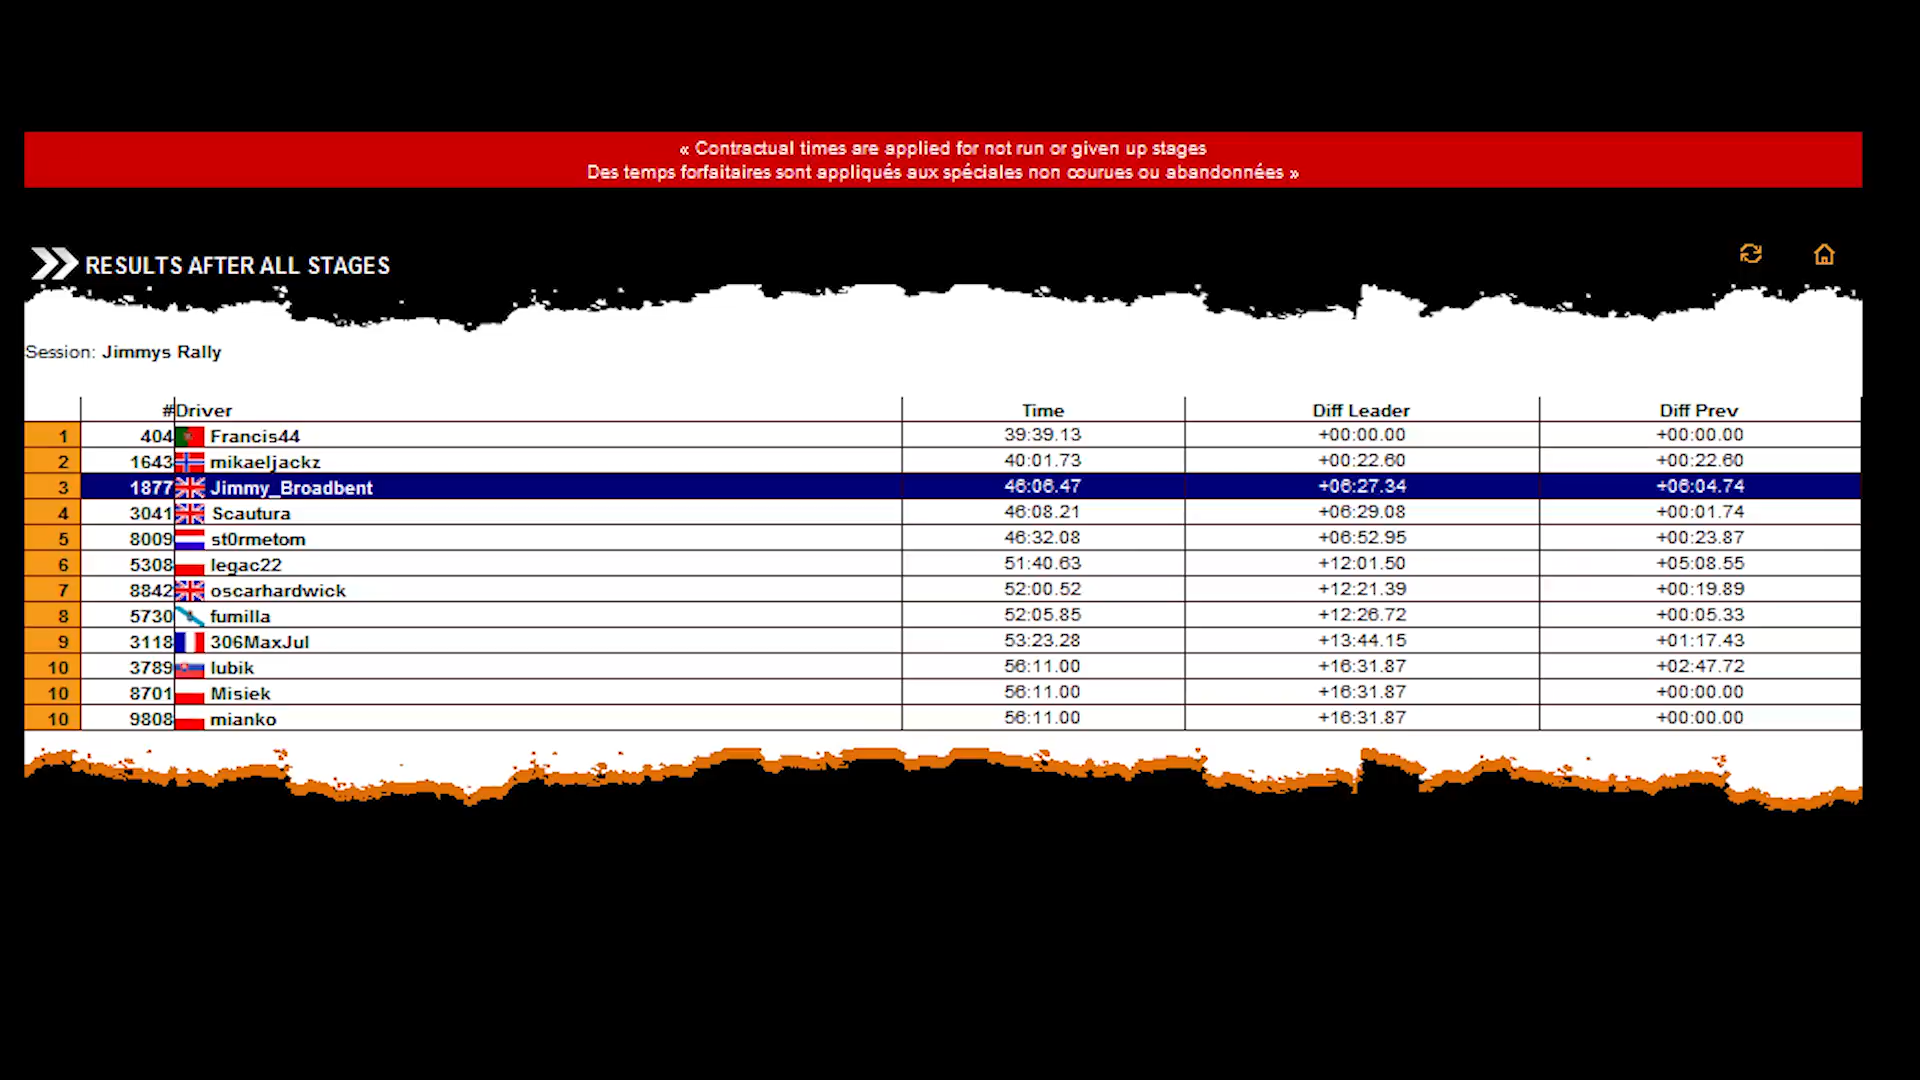 « Contractual times are applied for not run or given up stages
Des temps forfaitaires sont appliqués aux spéciales non courues ou abandonnées »
RESULTS AFTER ALL STAGES
Session: Jimmys Rally
# Driver Time Diff Leader Diff Prev
1 404 Francis44 39:39.13 +00:00.00 +00:00.00
2 1643 mikaeljackz 40:01.73 +00:22.60 +00:22.60
3 1877 Jimmy_Broadbent 46:06.47 +06:27.34 +06:04.74
4 3041 Scautura 46:08.21 +06:29.08 +00:01.74
5 8009 st0rmetom 46:32.08 +06:52.95 +00:23.87
6 5308 legac22 51:40.63 +12:01.50 +05:08.55
7 8842 oscarhardwick 52:00.52 +12:21.39 +00:19.89
8 5730 fumilla 52:05.85 +12:26.72 +00:05.33
9 3118 306MaxJul 53:23.28 +13:44.15 +01:17.43
10 3789 lubik 56:11.00 +16:31.87 +02:47.72
10 8701 Misiek 56:11.00 +16:31.87 +00:00.00
10 9808 mianko 56:11.00 +16:31.87 +00:00.00